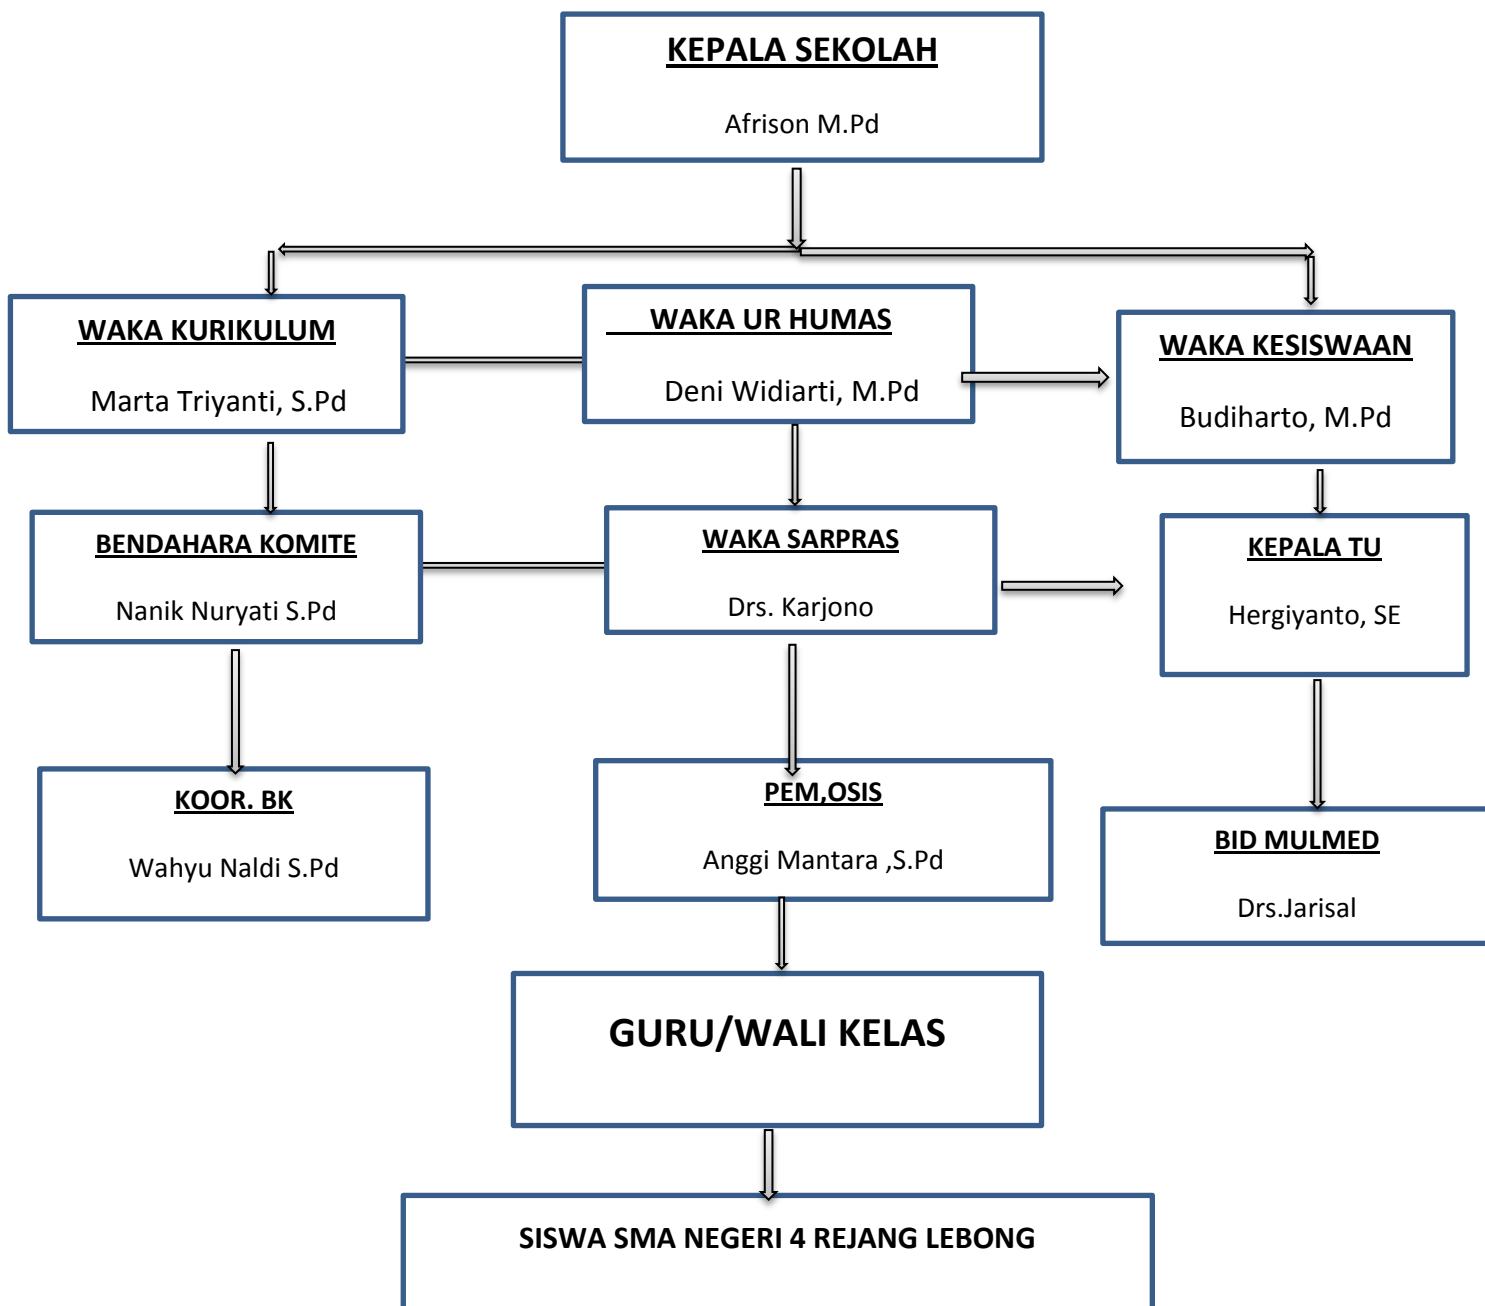 KEPALA SEKOLAH
Afrison M.Pd
WAKA KURIKULUM
Marta Triyanti, S.Pd
WAKA UR HUMAS
Deni Widiarti, M.Pd
WAKA KESISWAAN
Budiharto, M.Pd
BENDAHARA KOMITE
Nanik Nuryati S.Pd
WAKA SARPRAS
Drs. Karjono
KEPALA TU
Hergiyanto, SE
KOOR. BK
Wahyu Naldi S.Pd
PEM,OSIS
Anggi Mantara ,S.Pd
BID MULMED
Drs.Jarisal
GURU/WALI KELAS
SISWA SMA NEGERI 4 REJANG LEBONG